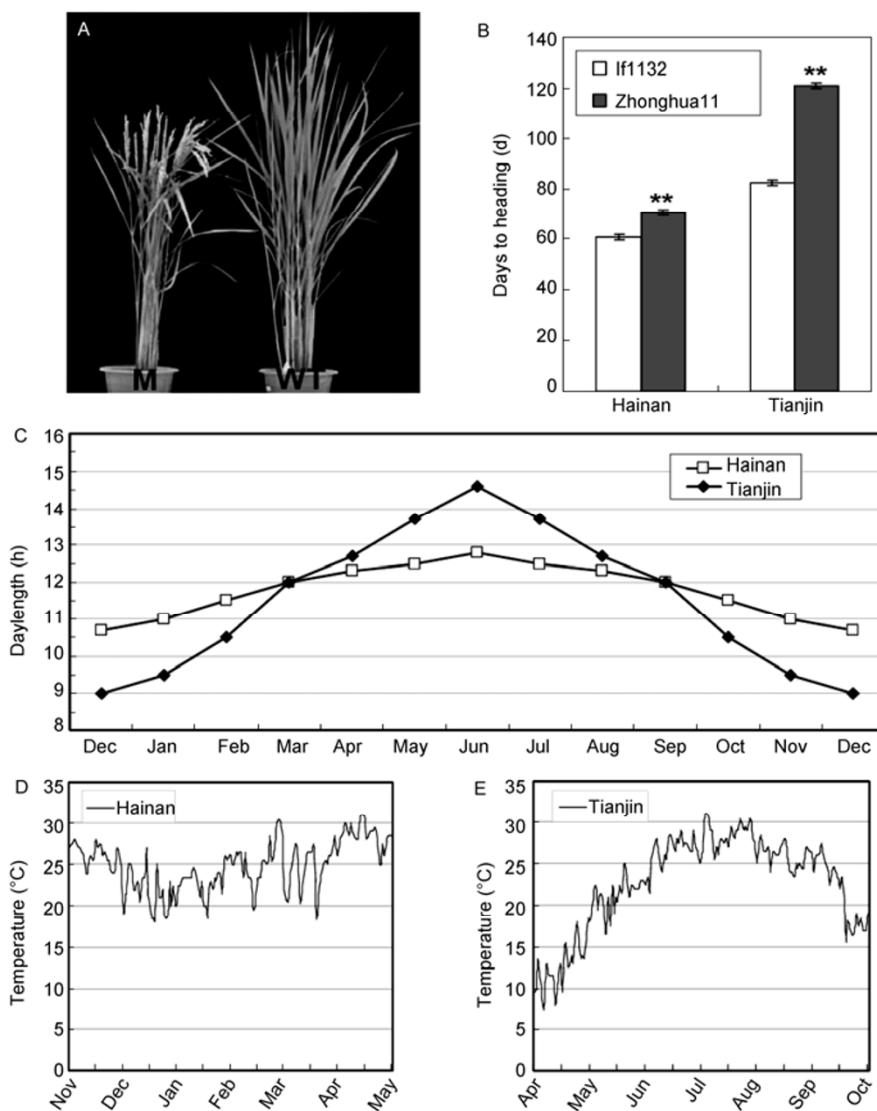 A
M
WT
B
Days to heading (d)
140
120
100
80
60
40
20
0
If1132
Zhonghua11
**
**
Hainan
Tianjin
C
Daylength (h)
16
15
14
13
12
11
10
9
8
Hainan
Tianjin
Dec Jan Feb Mar Apr May Jun Jul Aug Sep Oct Nov Dec
D
Temperature (°C)
35
30
25
20
15
10
5
0
Hainan
Nov Dec Jan Feb Mar Apr May
E
Temperature (°C)
35
30
25
20
15
10
5
0
Tianjin
Apr May Jun Jul Aug Sep Oct